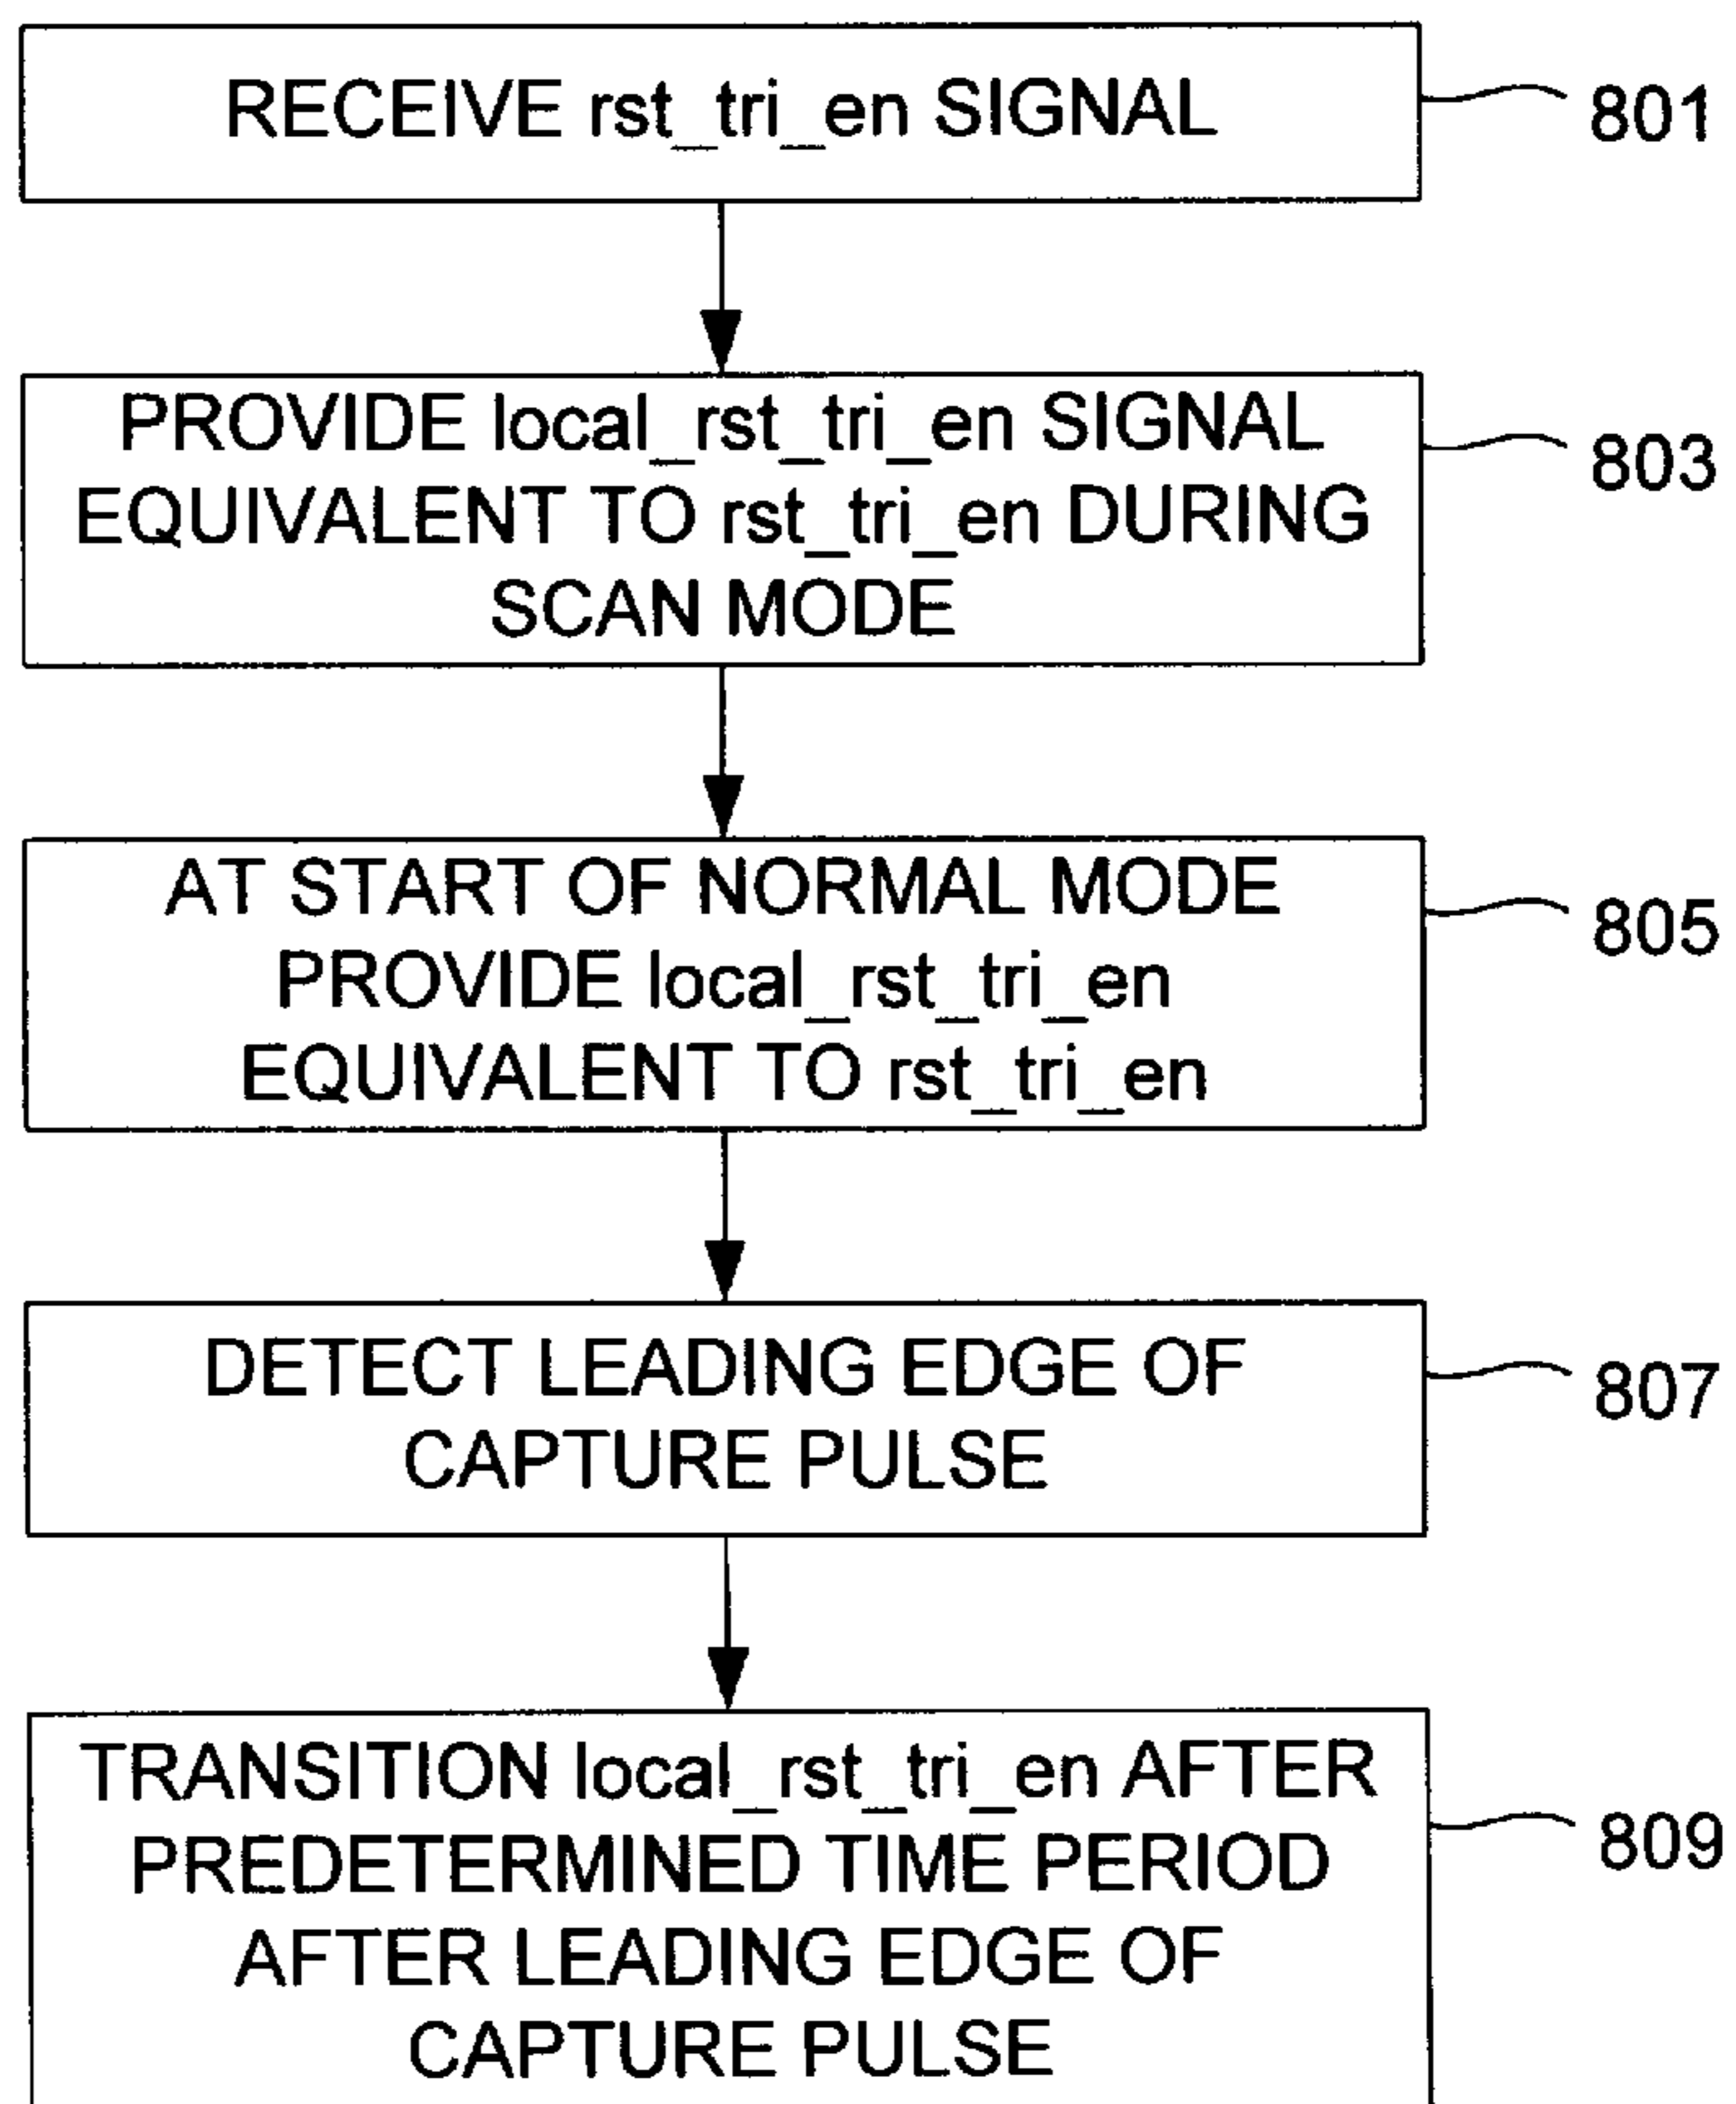 RECEIVE rst_tri_en SIGNAL
801
PROVIDE local_rst_tri_en SIGNAL
EQUIVALENT TO rst_tri_en DURING
SCAN MODE
803
AT START OF NORMAL MODE
PROVIDE local_rst_tri_en
EQUIVALENT TO rst_tri_en
805
DETECT LEADING EDGE OF
CAPTURE PULSE
807
TRANSITION local_rst_tri_en AFTER
PREDETERMINED TIME PERIOD
AFTER LEADING EDGE OF
CAPTURE PULSE
809